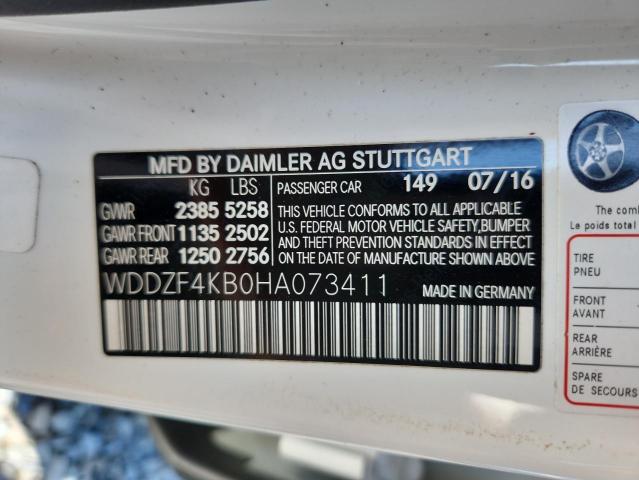 MFD BY DAIMLER AG STUTTGART
KG LBS
GVWR 2385 5258
GAWR FRONT 1135 2502
GAWR REAR 1250 2756
PASSENGER CAR 149 07/16
THIS VEHICLE CONFORMS TO ALL APPLICABLE
U.S. FEDERAL MOTOR VEHICLE SAFETY, BUMPER
AND THEFT PREVENTION STANDARDS IN EFFECT
ON THE DATE OF MANUFACTURE SHOWN ABOVE.
WDDZF4KB0HA073411 MADE IN GERMANY
The com
Le poids total
TIRE
PNEU
FRONT
AVANT
REAR
ARRIÈRE
SPARE
DE SECOURS